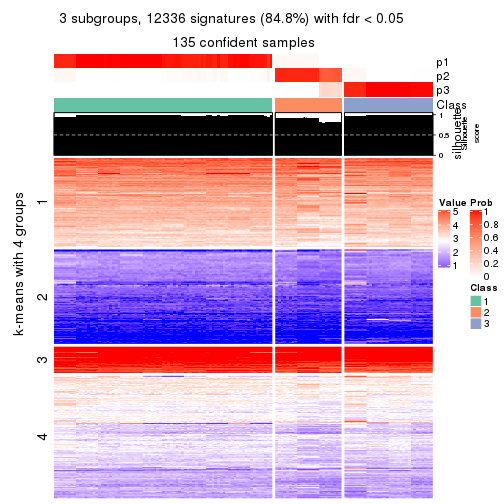 3 subgroups, 12336 signatures (84.8%) with fdr < 0.05
135 confident samples
p1
p2
p3
Class
silhouette
Silhouette
score
1
0.5
0
k-means with 4 groups
1
2
3
4
Value
5
4
3
2
1
Prob
1
0.8
0.6
0.4
0.2
0
Class
1
2
3